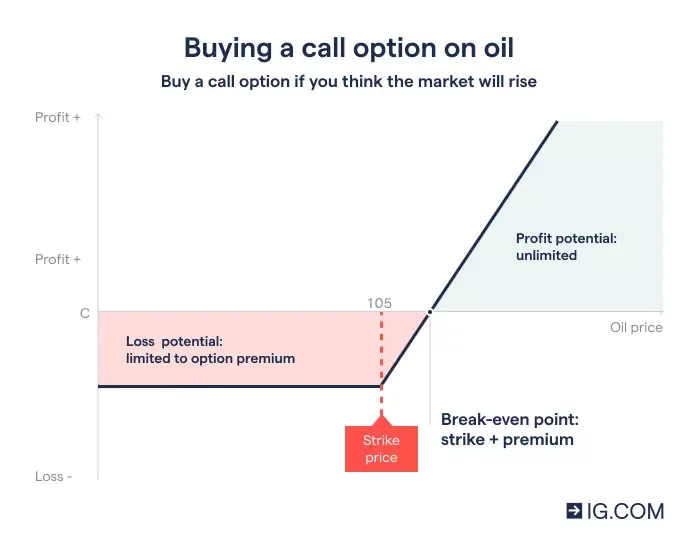 Buying a call option on oil
Buy a call option if you think the market will rise
Profit +
Profit +
Profit potential:
unlimited
105
C
Oil price
Loss potential:
limited to option premium
Break-even point:
strike + premium
Strike
price
Loss -
IG.COM